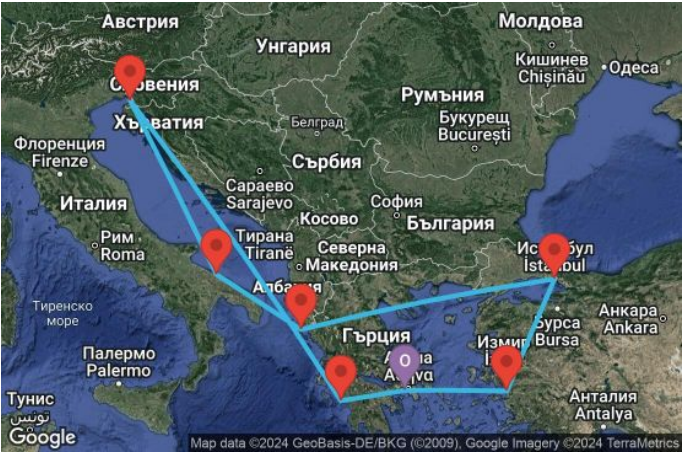 Австрия
Молдова
Унгария
Кишинев
Chișinău
Одеса
Словения
Румъния
Букурещ
București
Хърватия
Белград
Флоренция
Firenze
Сърбия
Сараево
Sarajevo
Италия
София
Косово
България
Рим
Roma
Тирана
Tiranë
Северна
Македония
Истанбул
İstanbul
Албания
Тиренско
море
Анкара
Ankara
Бурса
Bursa
Гърция
Измир
Палермо
Palermo
O
Тунис
تونس
Анталия
Antalya
Google
Map data ©2024 GeoBasis-DE/BKG (©2009), Google Imagery ©2024 TerraMetrics